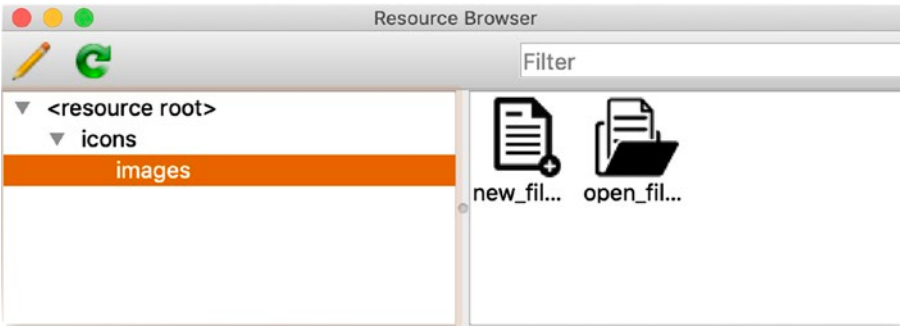 Resource Browser
Filter
<resource root>
icons
images
new_fil...
open_fil...